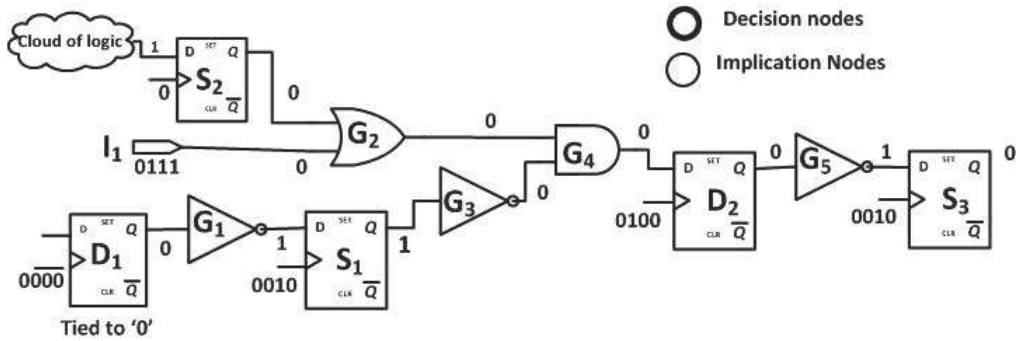 Decision nodes
Implication Nodes
Cloud of logic
1
D SET Q
S2
CLR Q
0
0
I1
0111
0
G2
0
G4
0
G3
0
D SET Q
D2
CLR Q
0100
0
G5
1
D SET Q
S3
CLR Q
0010
0
D SET Q
D1
CLR Q
0000
0
G1
1
D SET Q
S1
CLR Q
0010
1
Tied to ‘0’